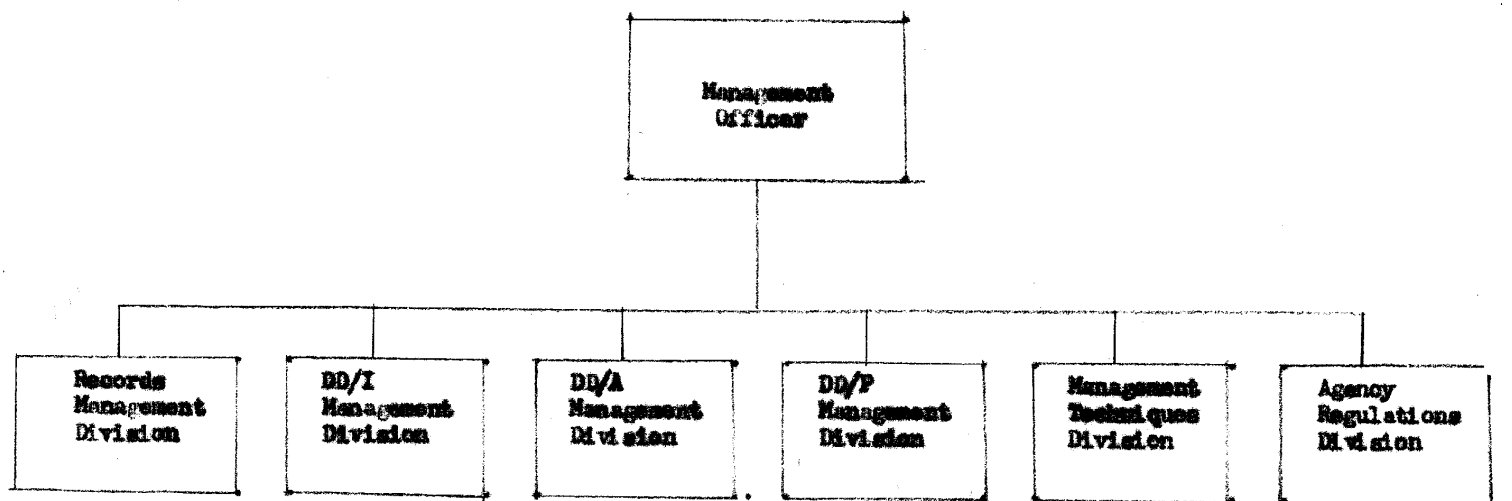 Management
Officer
Records
Management
Division
DD/I
Management
Division
DD/A
Management
Division
DD/P
Management
Division
Management
Techniques
Division
Agency
Regulations
Division